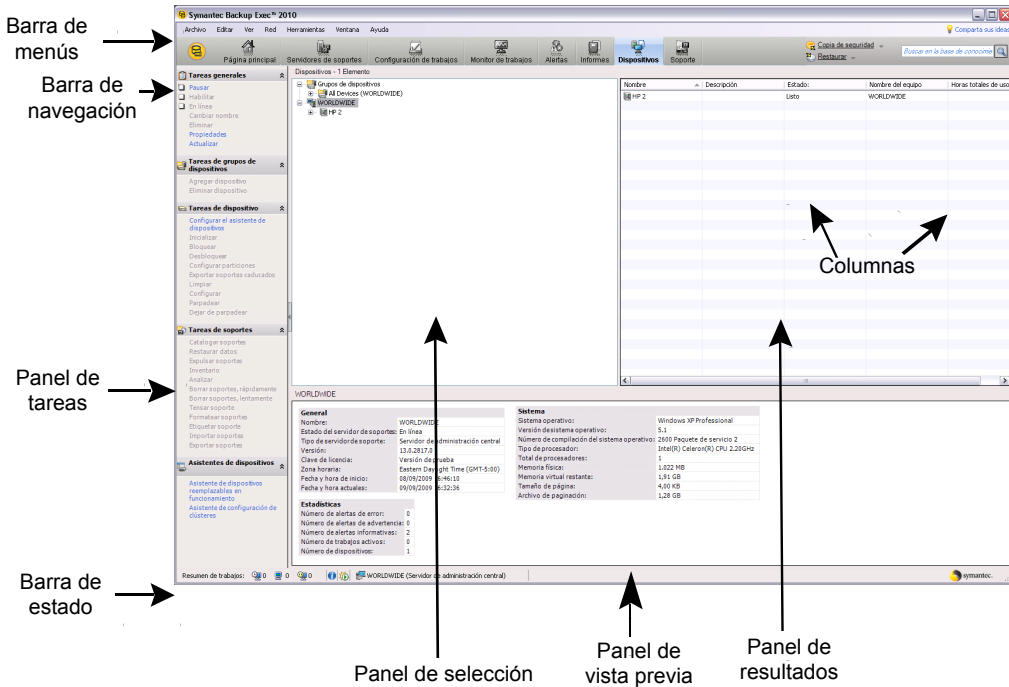 Symantec Backup Exec™ 2010
Archivo Editar Ver Red Herramientas Ventana Ayuda
Comparta sus ideas
Barra de menús
Página principal Servidores de soportes Configuración de trabajos Monitor de trabajos Alertas Informes Dispositivos Soporte
Copia de seguridad
Restaurar
Buscar en la base de conocime
Barra de navegación
Tareas generales
Pausar
Habilitar
En línea
Cambiar nombre
Eliminar
Propiedades
Actualizar
Tareas de grupos de dispositivos
Agregar dispositivo
Eliminar dispositivo
Tareas de dispositivo
Configurar el asistente de dispositivos
Inicializar
Bloquear
Desbloquear
Configurar particiones
Exportar soportes caducados
Limpiar
Configurar
Parpadear
Dejar de parpadear
Tareas de soportes
Catalogar soportes
Restaurar datos
Expulsar soportes
Inventario
Analizar
Borrar soportes, rápidamente
Borrar soportes, lentamente
Tensar soporte
Formatear soportes
Etiquetar soporte
Importar soportes
Exportar soportes
Asistentes de dispositivos
Asistente de dispositivos reemplazables en funcionamiento
Asistente de configuración de clústeres
Panel de tareas
Dispositivos - 1 Elemento
Grupos de dispositivos
All Devices (WORLDWIDE)
WORLDWIDE
HP 2
Nombre Descripción Estado: Nombre del equipo Horas totales de uso
HP 2 Listo WORLDWIDE
Columnas
WORLDWIDE
General
Nombre: WORLDWIDE
Estado del servidor de soportes: En línea
Tipo de servidor de soporte: Servidor de administración central
Versión: 13.0.2817.0
Clave de licencia: Versión de prueba
Zona horaria: Eastern Daylight Time (GMT-5:00)
Fecha y hora de inicio: 08/09/2009 16:46:10
Fecha y hora actuales: 09/09/2009 16:32:36
Estadísticas
Número de alertas de error: 0
Número de alertas de advertencia: 0
Número de alertas informativas: 2
Número de trabajos activos: 0
Número de dispositivos: 1
Sistema
Sistema operativo: Windows XP Professional
Versión de sistema operativo: 5.1
Número de compilación del sistema operativo: 2600 Paquete de servicio 2
Tipo de procesador: Intel(R) Celeron(R) CPU 2.20GHz
Total de procesadores: 1
Memoria física: 1.022 MB
Memoria virtual restante: 1,91 GB
Tamaño de página: 4,00 KB
Archivo de paginación: 1,28 GB
Resumen de trabajos: 0 0 0 WORLDWIDE (Servidor de administración central)
symantec.
Barra de estado
Panel de selección
Panel de vista previa
Panel de resultados